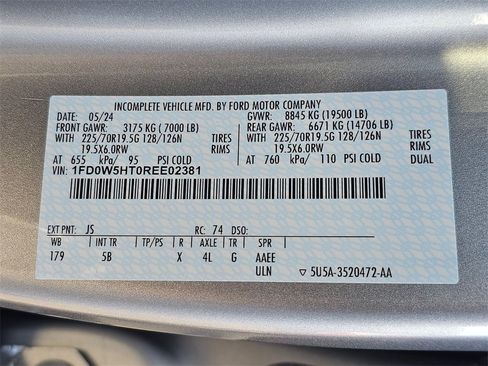 INCOMPLETE VEHICLE MFD. BY FORD MOTOR COMPANY
DATE: 05/24 GVWR: 8845 KG (19500 LB)
FRONT GAWR: 3175 KG (7000 LB) REAR GAWR: 6671 KG (14706 LB)
WITH 225/70R19.5G 128/126N TIRES WITH 225/70R19.5G 128/126N TIRES
19.5X6.0RW RIMS 19.5X6.0RW RIMS
AT 655 kPa/ 95 PSI COLD AT 760 kPa/ 110 PSI COLD DUAL
VIN: 1FD0W5HT0REE02381
EXT PNT: JS RC: 74 DSO:
WB INT TR TP/PS R AXLE TR SPR
179 5B X 4L G AAEE
ULN ▽ 5U5A-3520472-AA